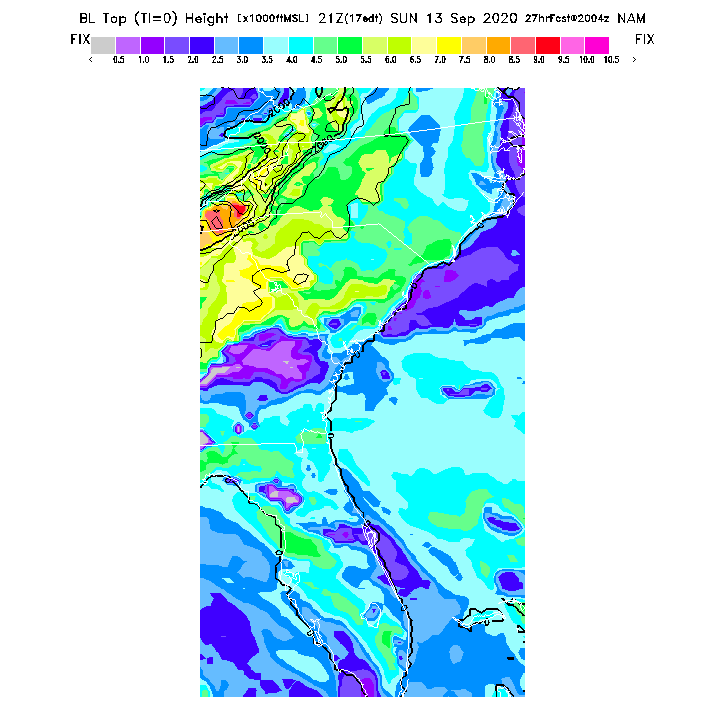 BL Top (TI=0) Height [x1000ftMSL] 21Z(17edt) SUN 13 Sep 2020 27hrFcst@2004z NAM
FIX FIX
< 0.5 1.0 1.5 2.0 2.5 3.0 3.5 4.0 4.5 5.0 5.5 6.0 6.5 7.0 7.5 8.0 8.5 9.0 9.5 10.0 10.5 >
2000
2000
2000